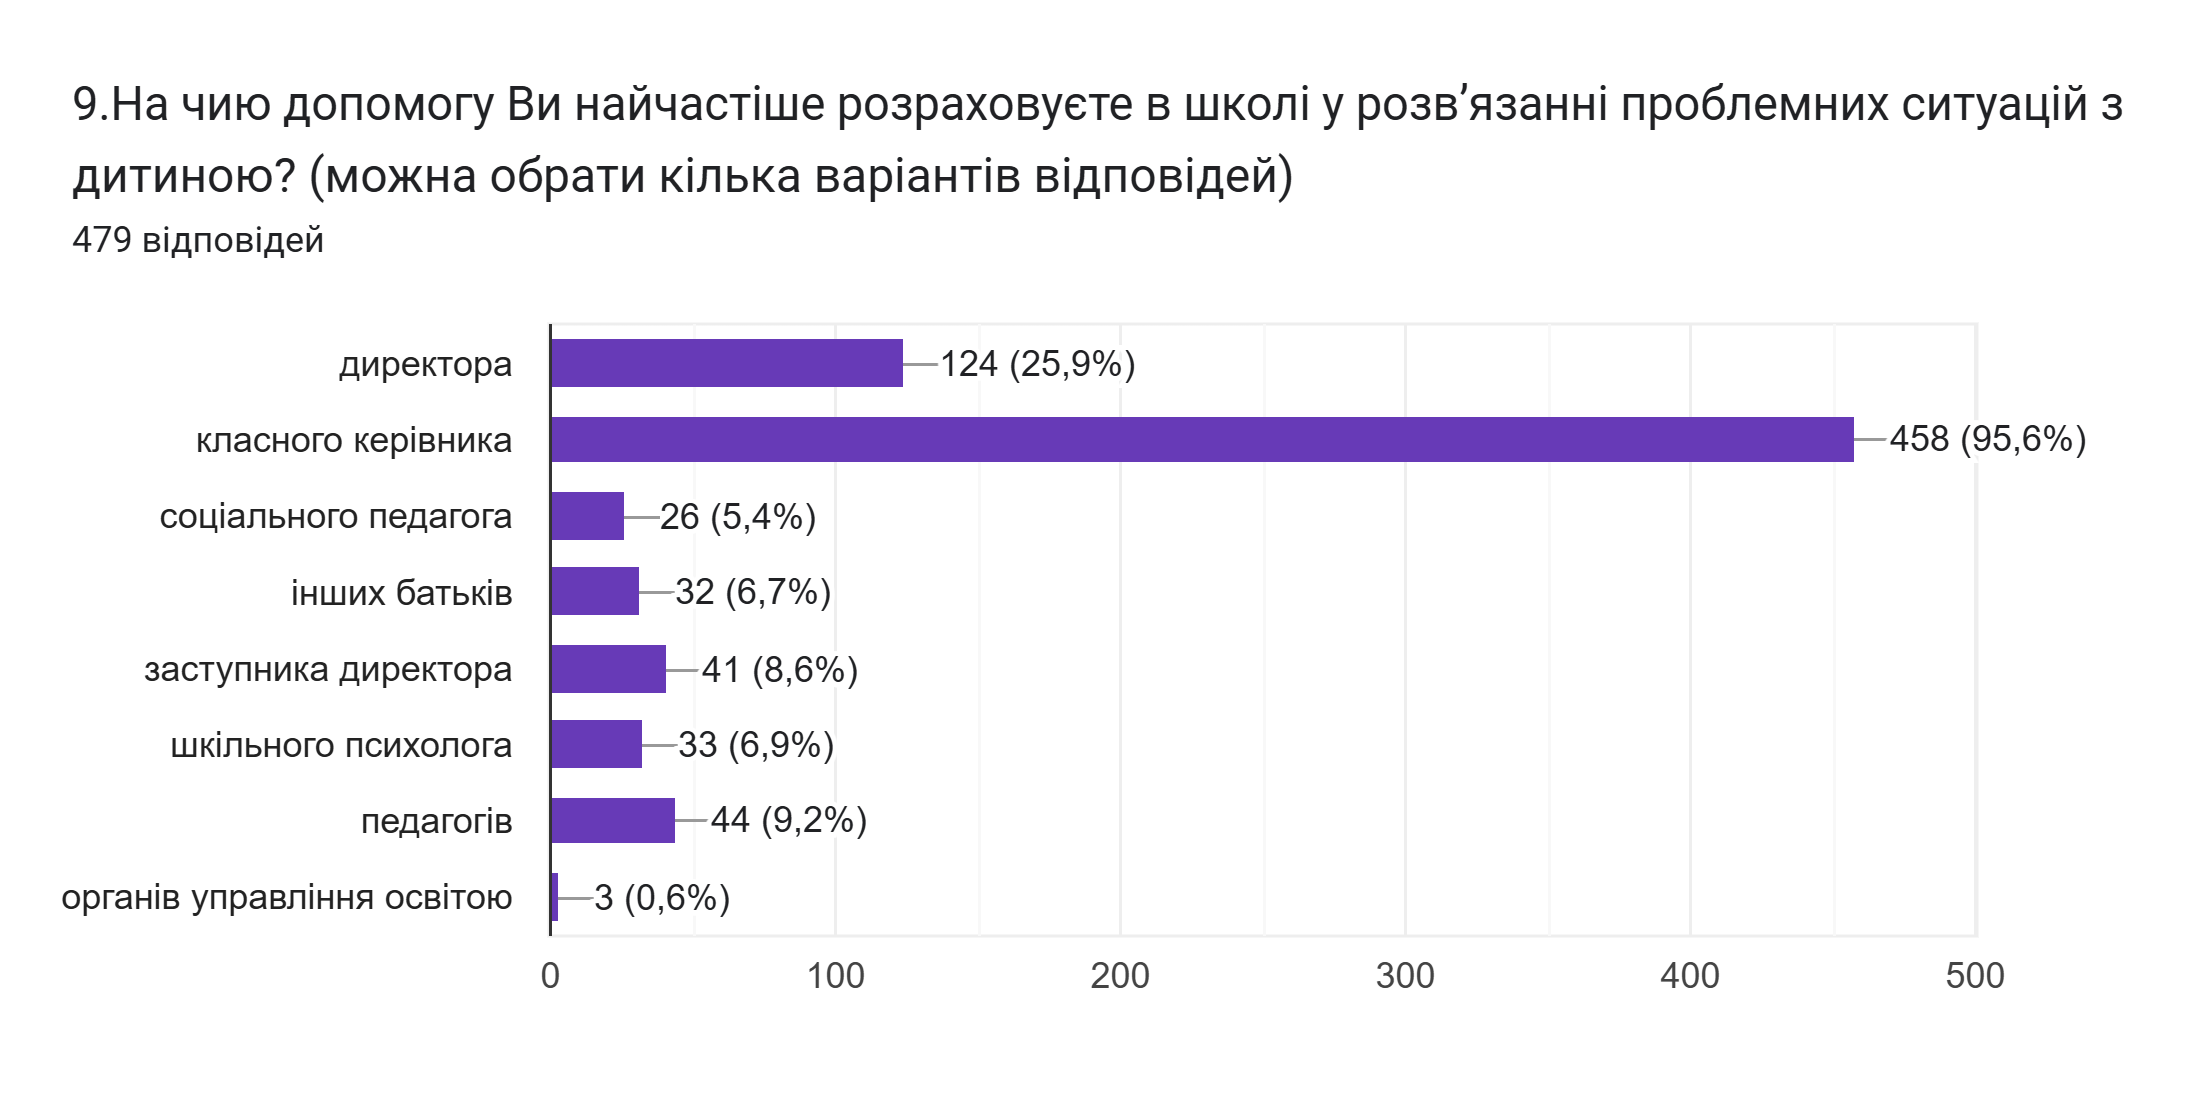 9.На чию допомогу Ви найчастіше розраховуєте в школі у розв’язанні проблемних ситуацій з
дитиною? (можна обрати кілька варіантів відповідей)
479 відповідей
директора 124 (25,9%)
класного керівника 458 (95,6%)
соціального педагога 26 (5,4%)
інших батьків 32 (6,7%)
заступника директора 41 (8,6%)
шкільного психолога 33 (6,9%)
педагогів 44 (9,2%)
органів управління освітою 3 (0,6%)
0 100 200 300 400 500